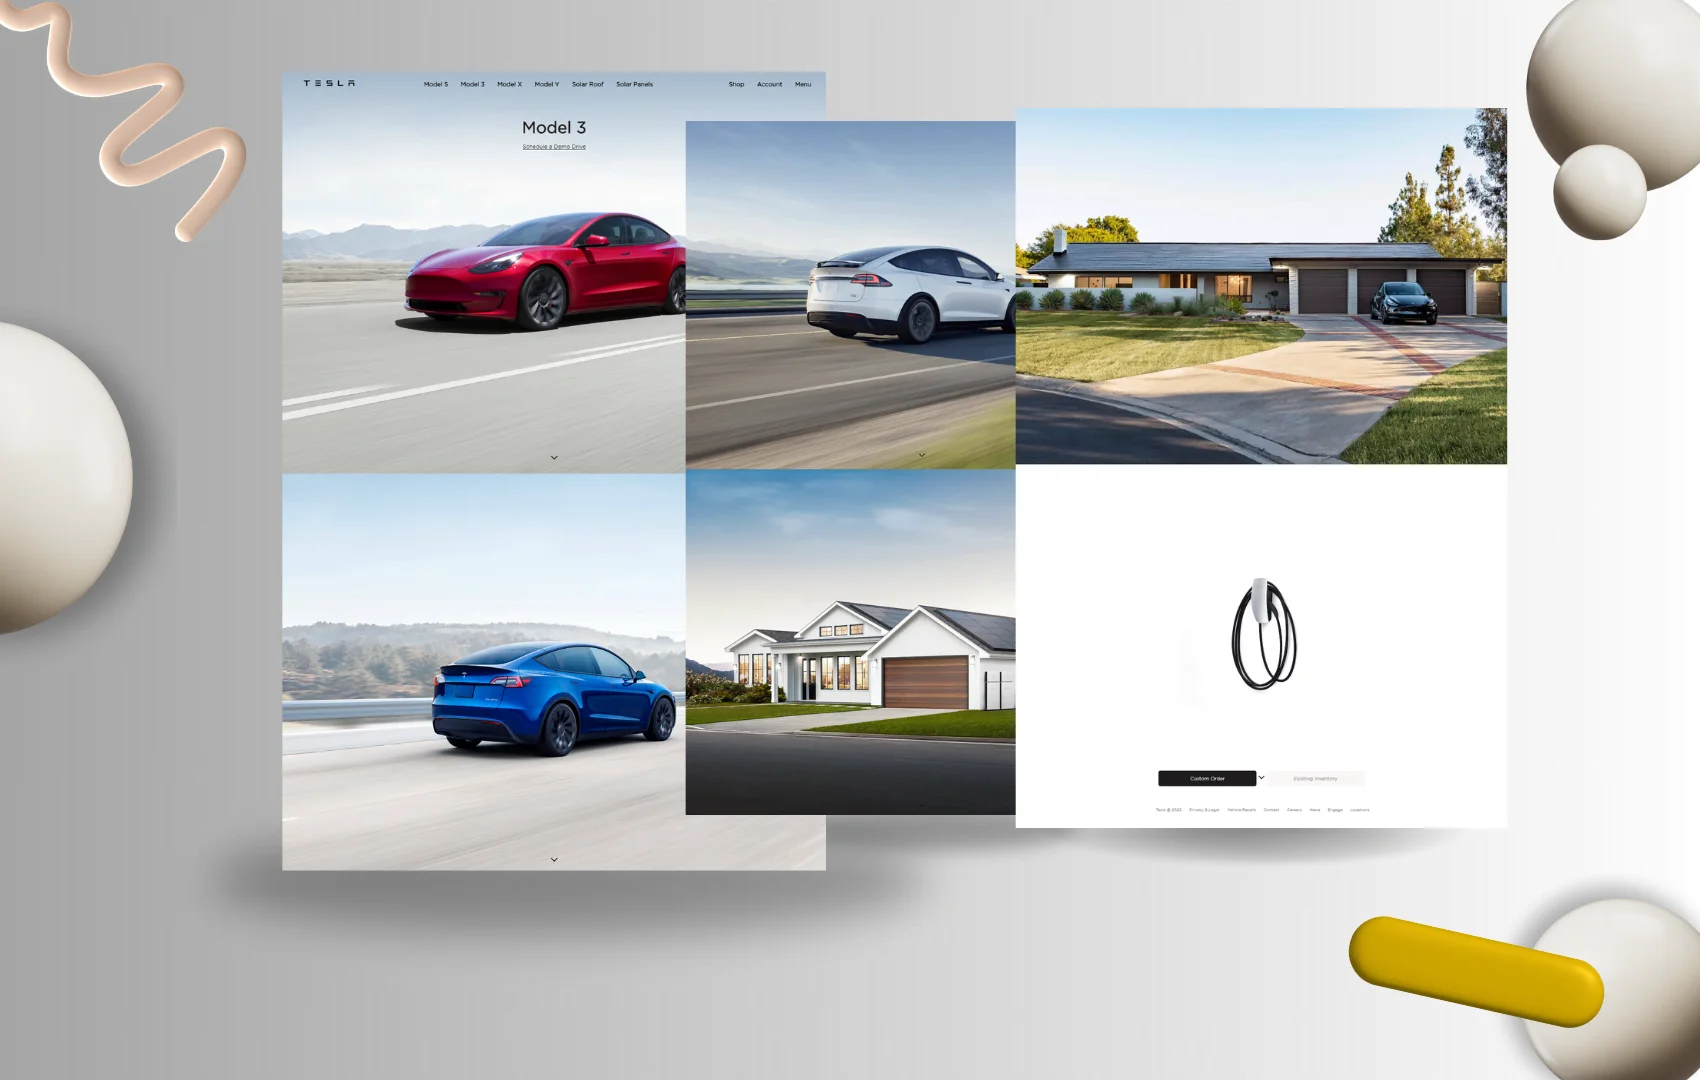 TESLA
Model S Model 3 Model X Model Y Solar Roof Solar Panels
Shop Account Menu
Model 3
Schedule a Demo Drive
Custom Order
Existing Inventory
Tesla © 2022 Privacy & Legal Vehicle Recalls Contact Careers News Engage Locations